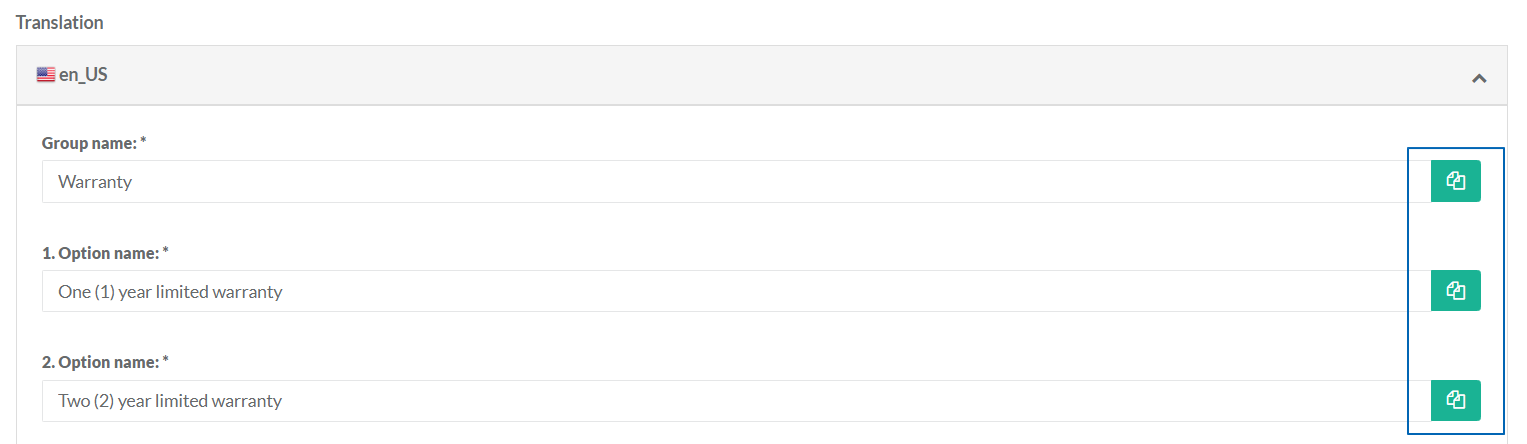 Translation
en_US
Group name: *
Warranty
1. Option name: *
One (1) year limited warranty
2. Option name: *
Two (2) year limited warranty